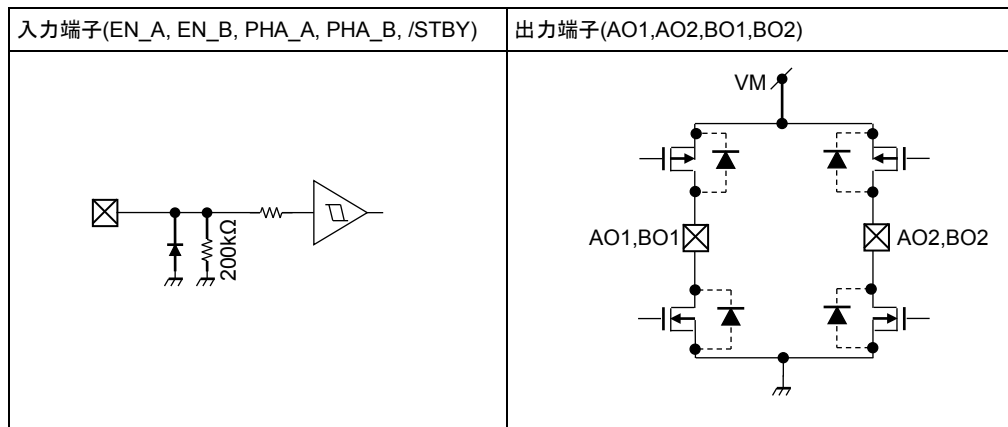 入力端子(EN_A, EN_B, PHA_A, PHA_B, /STBY)
出力端子(AO1,AO2,BO1,BO2)
200kΩ
VM
AO1,BO1
AO2,BO2